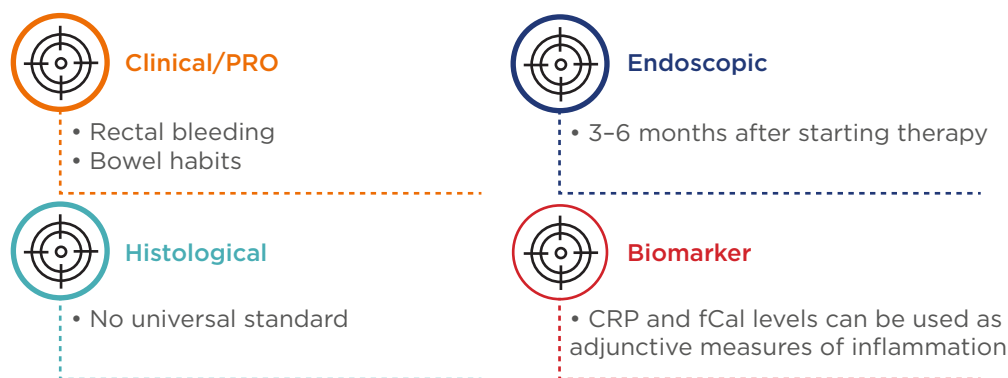 Clinical/PRO
• Rectal bleeding
• Bowel habits
Endoscopic
• 3–6 months after starting therapy
Histological
• No universal standard
Biomarker
• CRP and fCal levels can be used as
adjunctive measures of inflammation